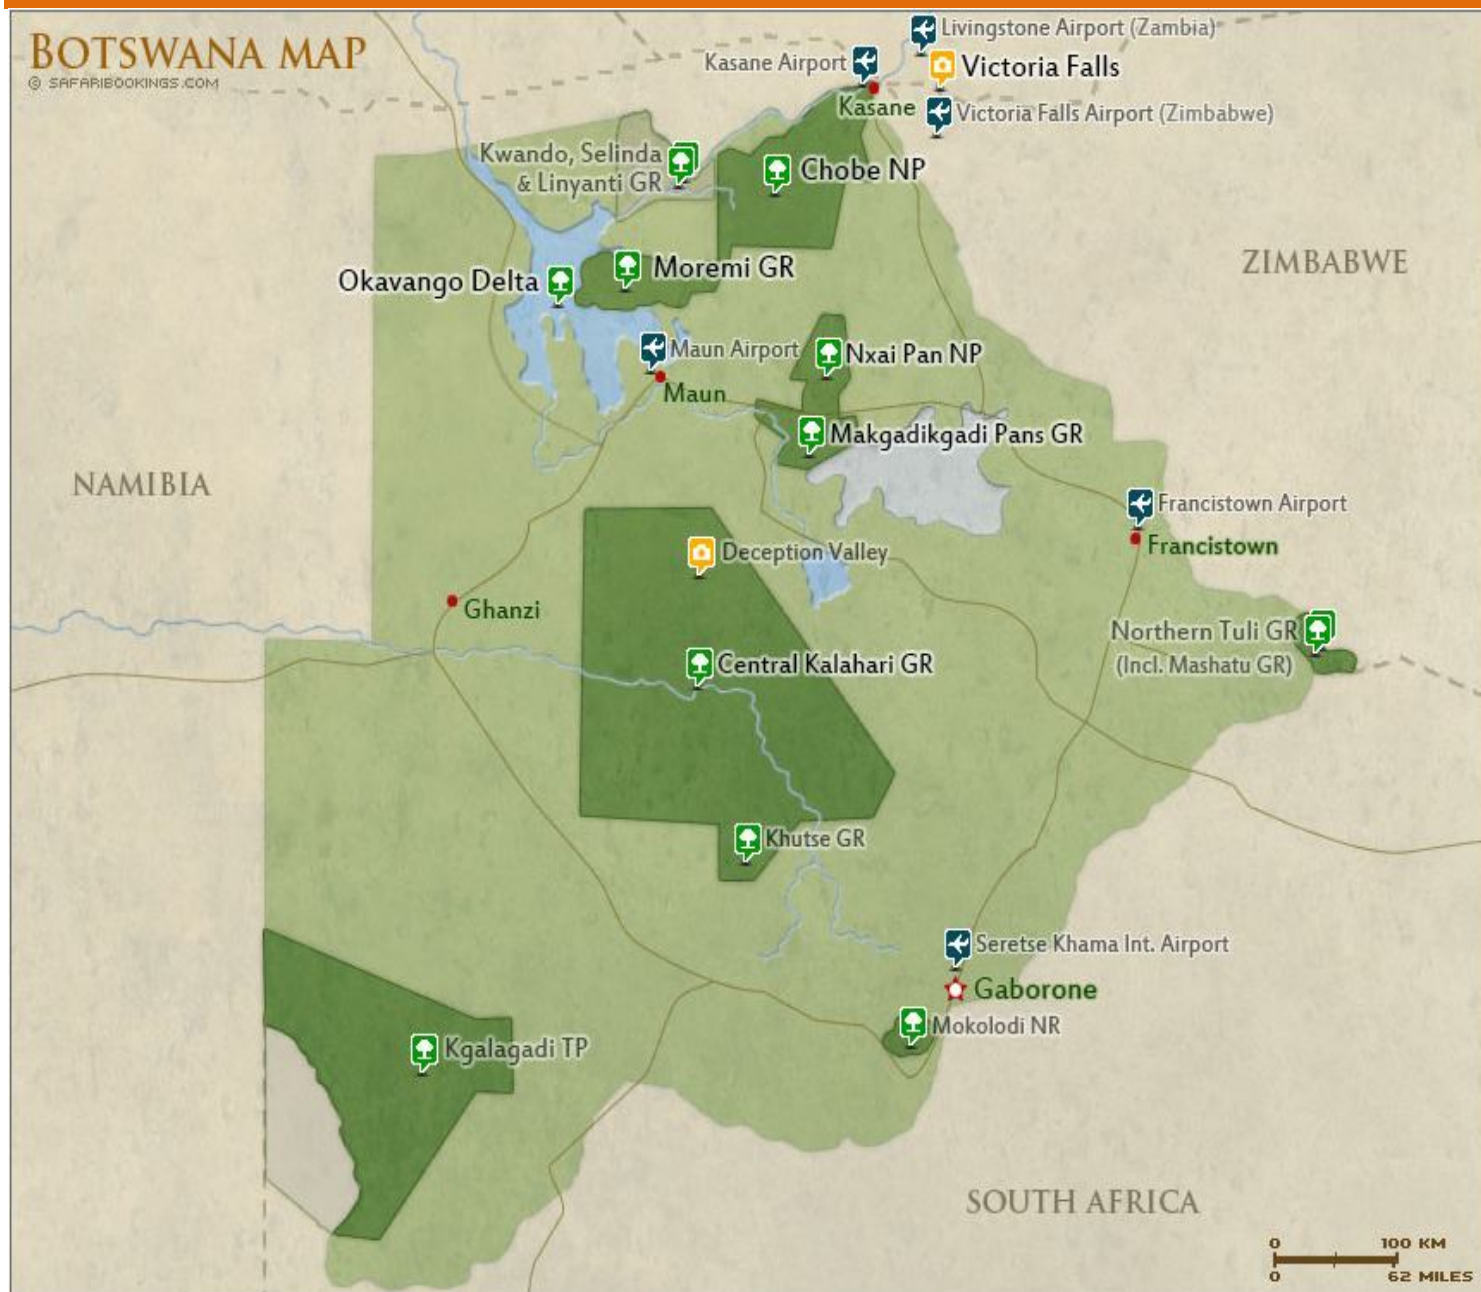 BOTSWANA MAP
© SAFARIBOOKINGS.COM
Livingstone Airport (Zambia)
Kasane Airport
Victoria Falls
Kasane
Victoria Falls Airport (Zimbabwe)
Kwando, Selinda
& Linyanti GR
Chobe NP
ZIMBABWE
Moremi GR
Okavango Delta
Maun Airport
Nxai Pan NP
Maun
Makgadikgadi Pans GR
NAMIBIA
Francistown Airport
Francistown
Deception Valley
Ghanzi
Northern Tuli GR
(Incl. Mashatu GR)
Central Kalahari GR
Khutse GR
Seretse Khama Int. Airport
Gaborone
Mokolodi NR
Kgalagadi TP
SOUTH AFRICA
0 100 KM
0 62 MILES